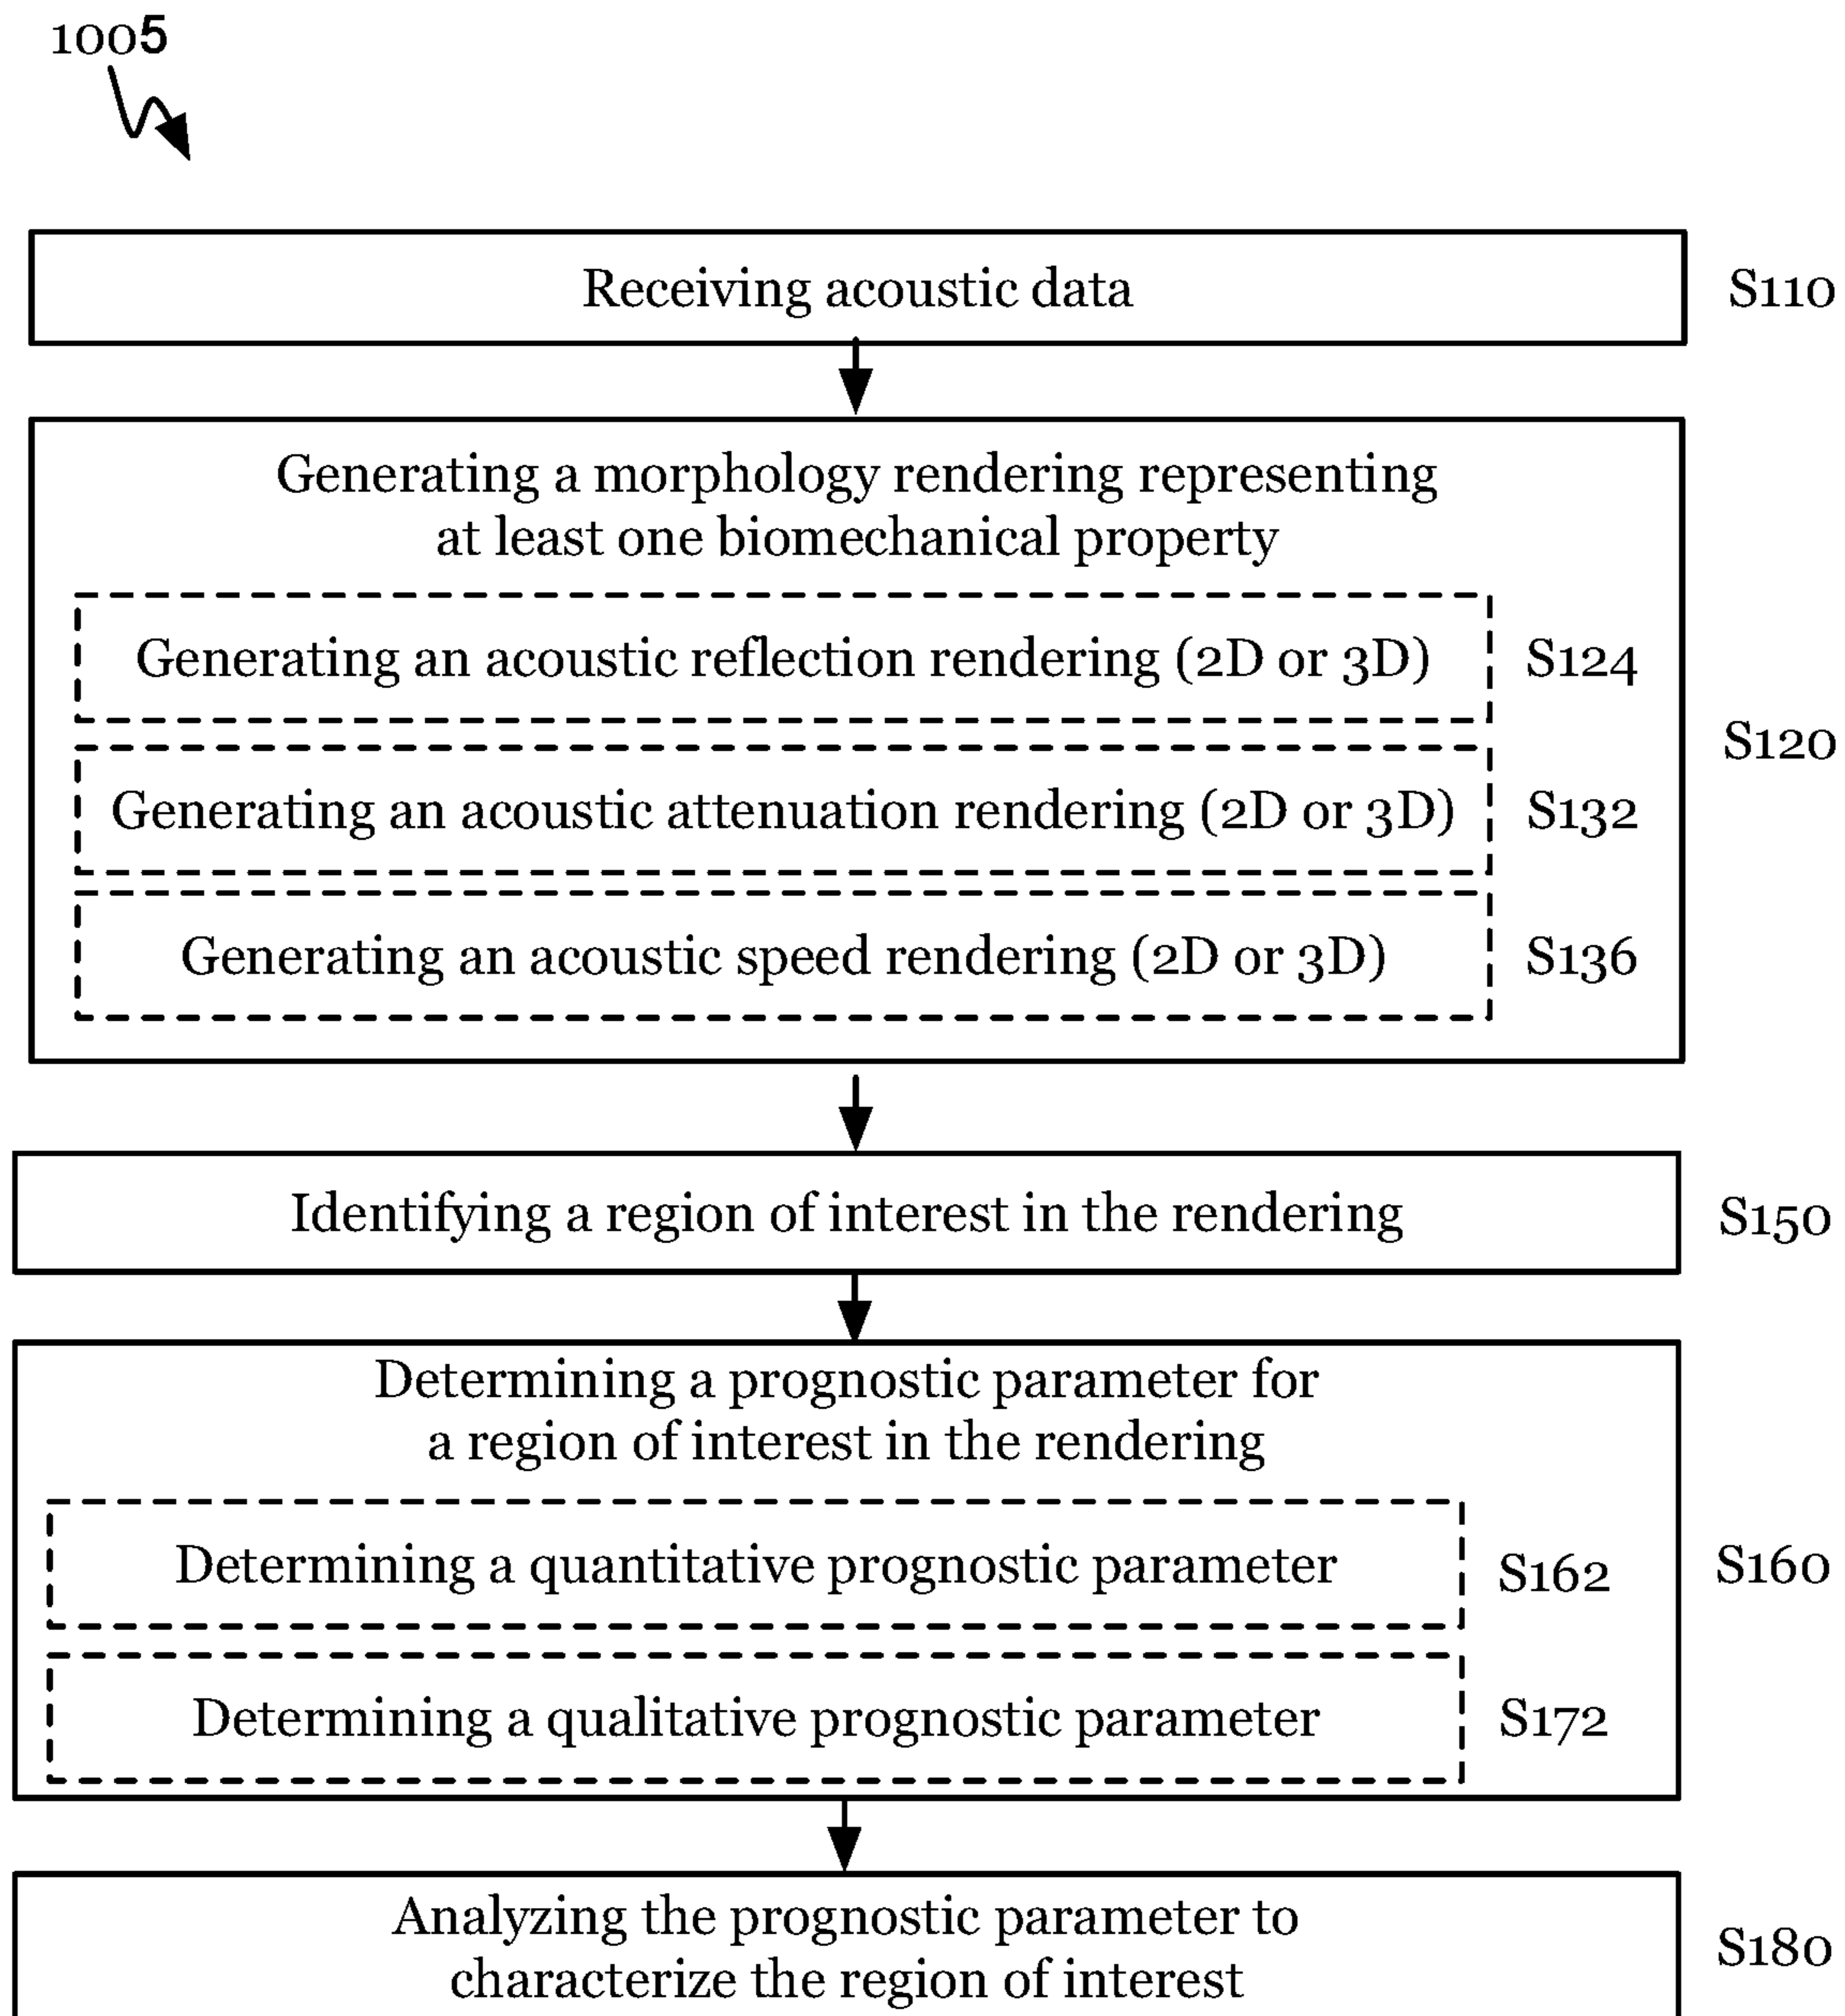 1005
Receiving acoustic data
S110
Generating a morphology rendering representing
at least one biomechanical property
Generating an acoustic reflection rendering (2D or 3D)
S124
S120
Generating an acoustic attenuation rendering (2D or 3D)
S132
Generating an acoustic speed rendering (2D or 3D)
S136
Identifying a region of interest in the rendering
S150
Determining a prognostic parameter for
a region of interest in the rendering
Determining a quantitative prognostic parameter
S162
S160
Determining a qualitative prognostic parameter
S172
Analyzing the prognostic parameter to
characterize the region of interest
S180